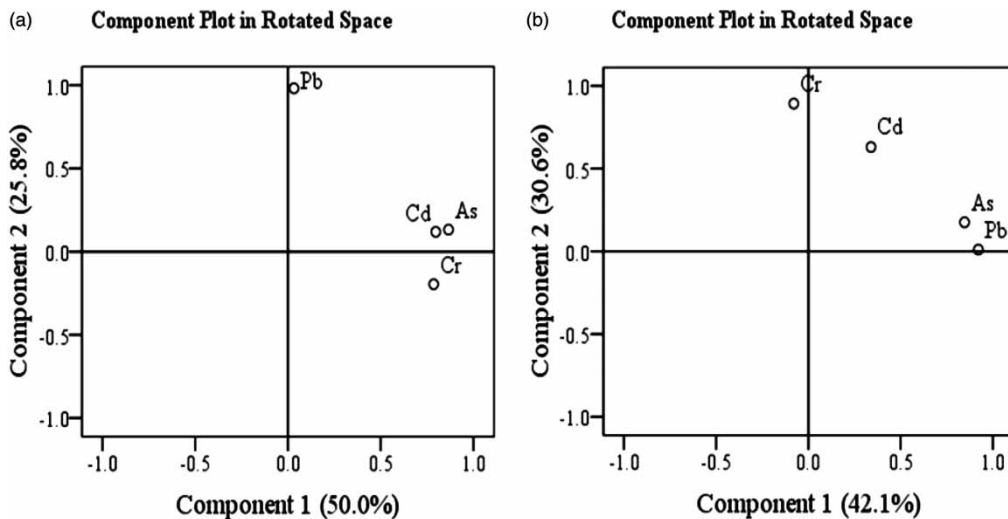 (a) Component Plot in Rotated Space
Component 2 (25.8%)
1.0
0.5
0.0
-0.5
-1.0
Pb
Cd
As
Cr
-1.0 -0.5 0.0 0.5 1.0
Component 1 (50.0%)
(b) Component Plot in Rotated Space
Component 2 (30.6%)
1.0
0.5
0.0
-0.5
-1.0
Cr
Cd
As
Pb
-1.0 -0.5 0.0 0.5 1.0
Component 1 (42.1%)